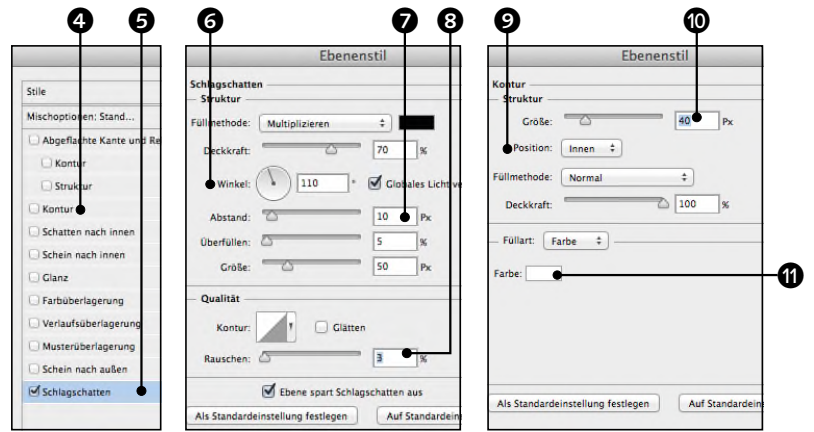 4 5 6 7 8 9 10 11
Stile
Mischoptionen: Stand...
Abgeflachte Kante und Re
Kontur
Struktur
Kontur
Schatten nach innen
Schein nach innen
Glanz
Farbüberlagerung
Verlaufsüberlagerung
Musterüberlagerung
Schein nach außen
Schlagschatten
Ebenenstil
Schlagschatten
Struktur
Füllmethode: Multiplizieren
Deckkraft: 70 %
Winkel: 110 ° Globales Licht ve
Abstand: 10 Px
Überfüllen: 5 %
Größe: 50 Px
Qualität
Kontur: Glätten
Rauschen: 3 %
Ebene spart Schlagschatten aus
Als Standardeinstellung festlegen Auf Standardein
Ebenenstil
Kontur
Struktur
Größe: 40 Px
Position: Innen
Füllmethode: Normal
Deckkraft: 100 %
Füllart: Farbe
Farbe:
Als Standardeinstellung festlegen Auf Standardein